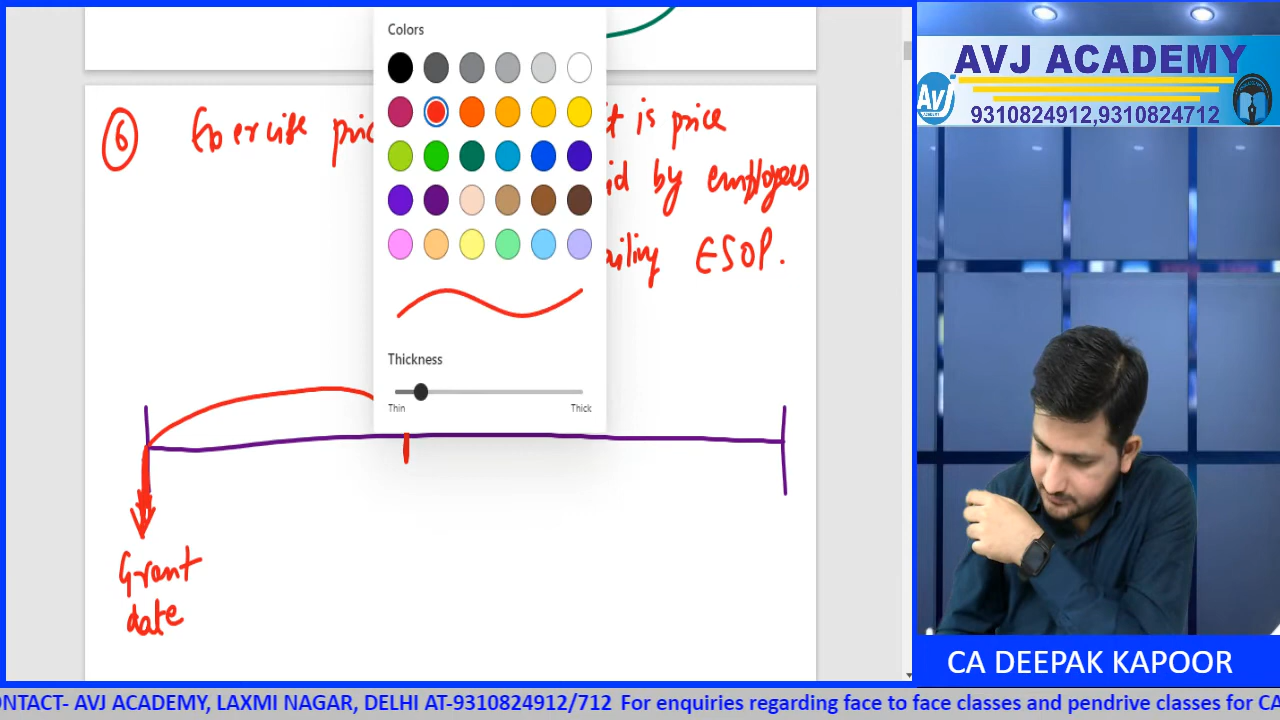 Colors
6 Exercise pric
t is price
id by employees
ailing ESOP.
Thickness
Thin Thick
Grant
date
AVJ ACADEMY
AVJ
9310824912,9310824712
CA DEEPAK KAPOOR
ONTACT- AVJ ACADEMY, LAXMI NAGAR, DELHI AT-9310824912/712 For enquiries regarding face to face classes and pendrive classes for CA